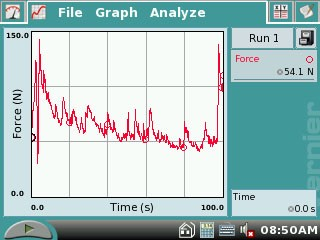 File Graph Analyze
150.0
Force (N)
0.0
0.0
Time (s)
100.0
Run 1
Force
54.1 N
Time
0.0 s
Vernier
08:50AM